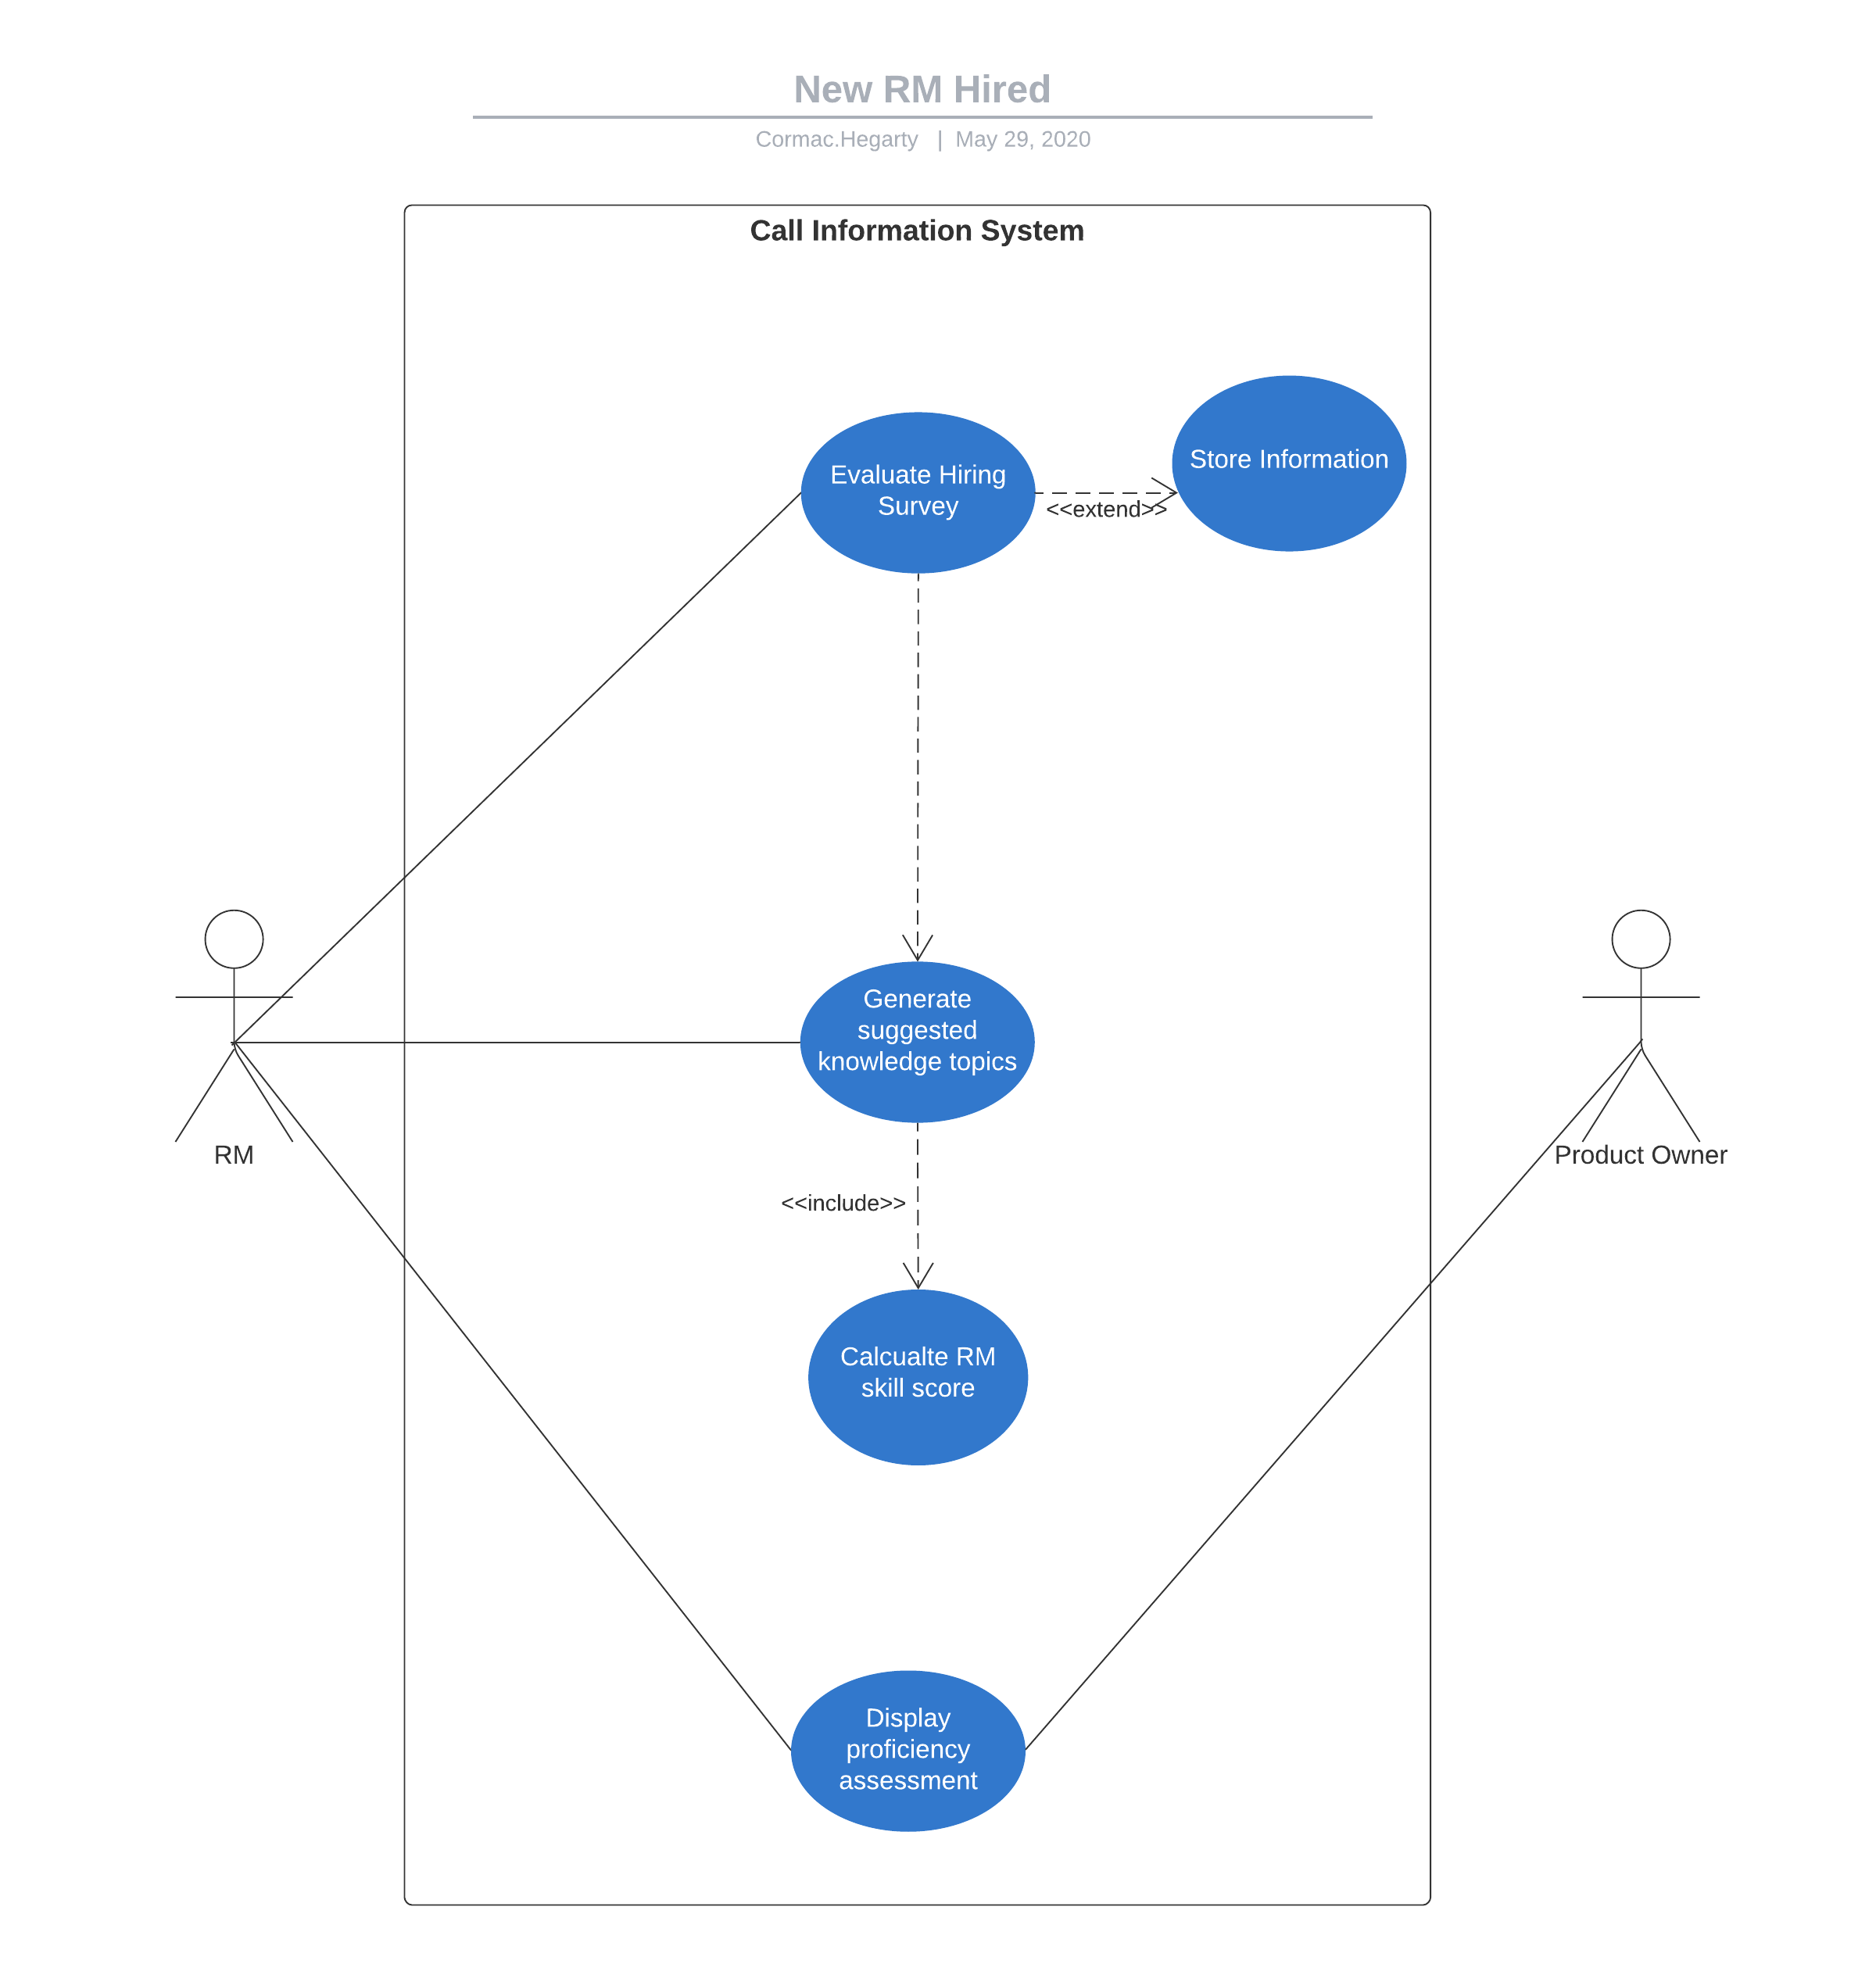 New RM Hired
Cormac.Hegarty | May 29, 2020
Call Information System
Store Information
Evaluate Hiring
Survey
<<extend>>
Generate
suggested
knowledge topics
RM
Product Owner
<<include>>
Calcualte RM
skill score
Display
proficiency
assessment